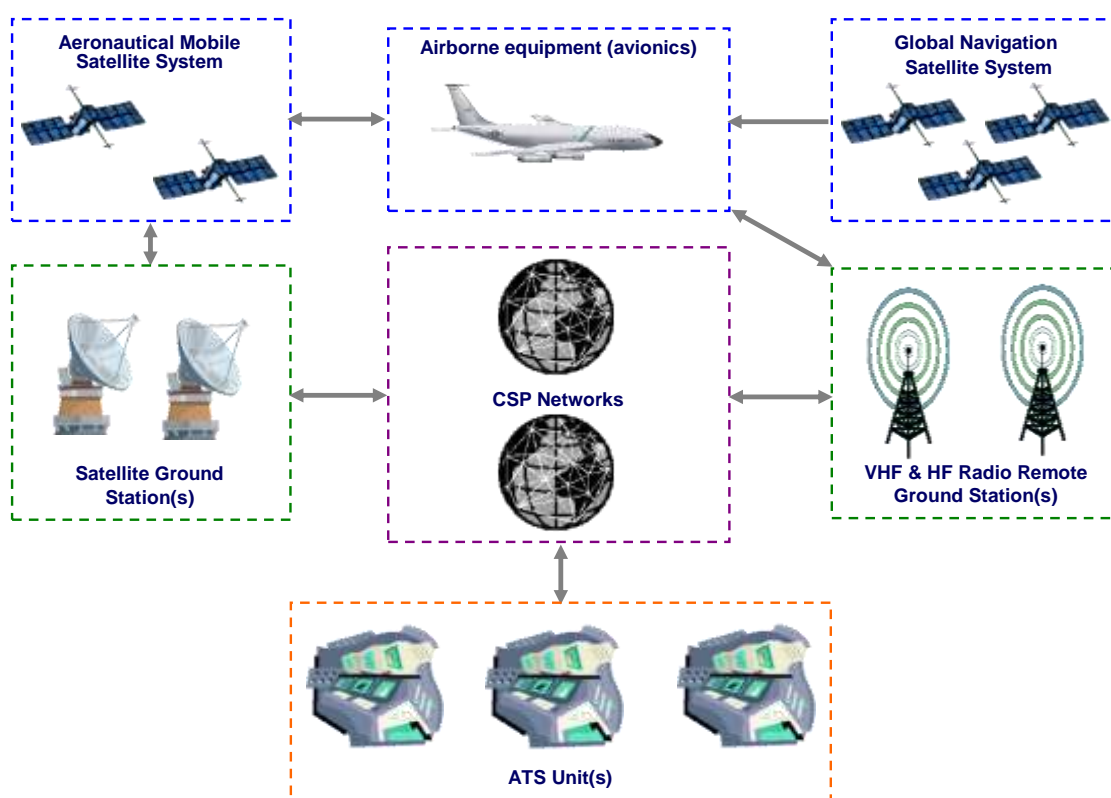 Aeronautical Mobile
Satellite System
Airborne equipment (avionics)
Global Navigation
Satellite System
CSP Networks
Satellite Ground
Station(s)
VHF & HF Radio Remote
Ground Station(s)
ATS Unit(s)